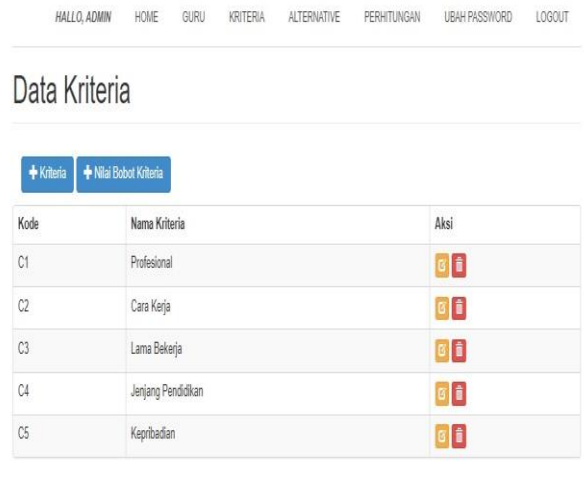 HALLO, ADMIN HOME GURU KRITERIA ALTERNATIVE PERHITUNGAN UBAH PASSWORD LOGOUT
Data Kriteria
Kriteria Nilai Bobot Kriteria
Kode Nama Kriteria Aksi
C1 Profesional
C2 Cara Kerja
C3 Lama Bekerja
C4 Jenjang Pendidikan
C5 Kepribadian